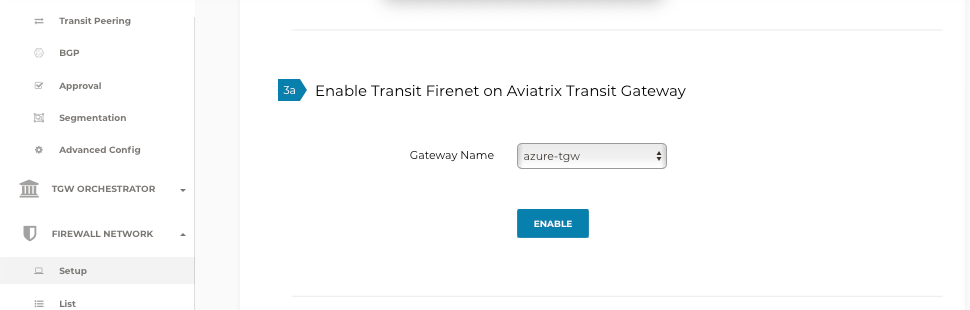 Transit Peering
BGP
Approval
Segmentation
Advanced Config
TGW ORCHESTRATOR
FIREWALL NETWORK
Setup
List
3a Enable Transit Firenet on Aviatrix Transit Gateway
Gateway Name azure-tgw
ENABLE